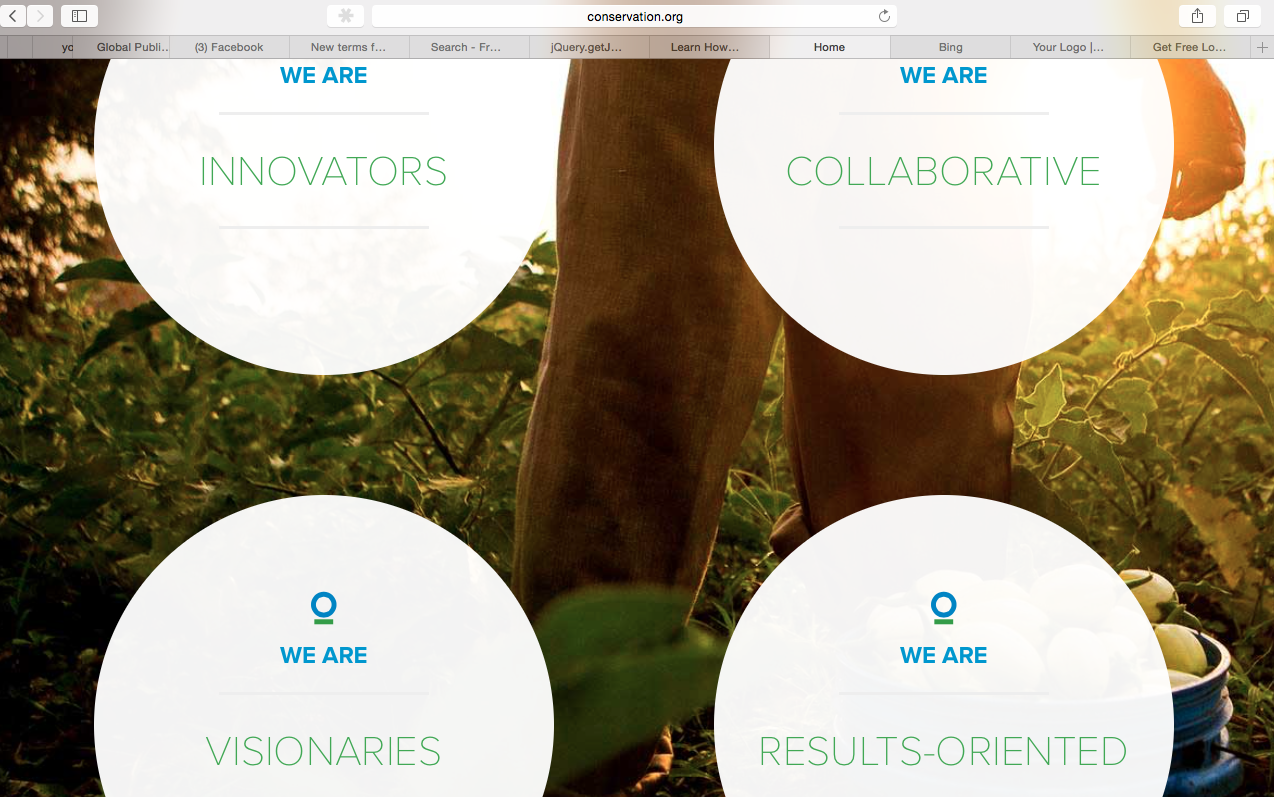 conservation.org
yc
Global Publi...
(3) Facebook
New terms f...
Search - Fr...
jQuery.getJ...
Learn How...
Home
Bing
Your Logo |...
Get Free Lo...
WE ARE
INNOVATORS
WE ARE
COLLABORATIVE
WE ARE
VISIONARIES
WE ARE
RESULTS-ORIENTED